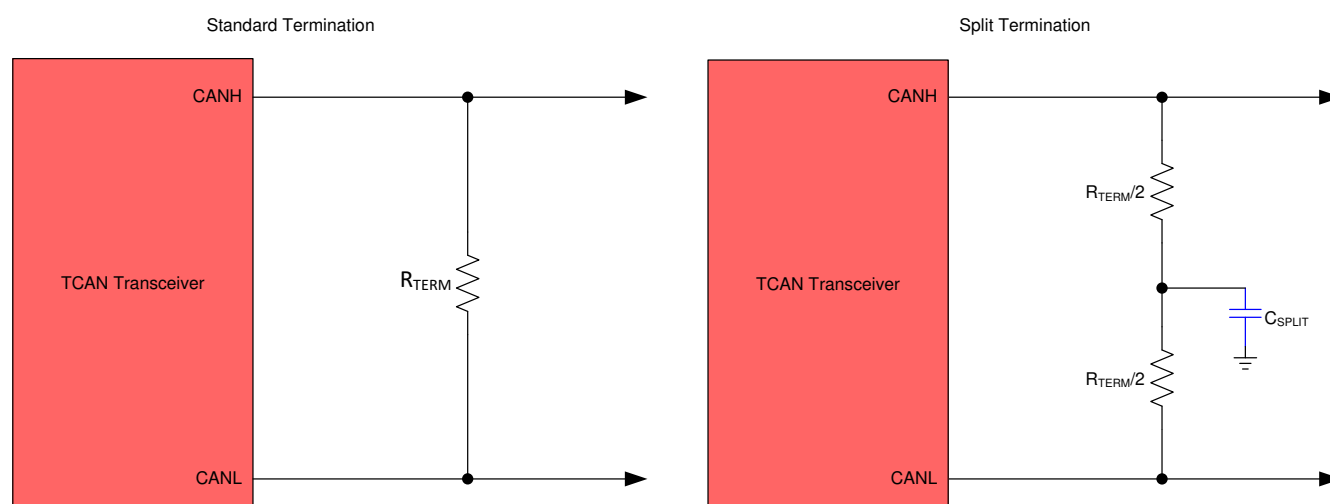 Standard Termination
CANH
TCAN Transceiver
RTERM
CANL
Split Termination
CANH
RTERM/2
TCAN Transceiver
CSPLIT
RTERM/2
CANL